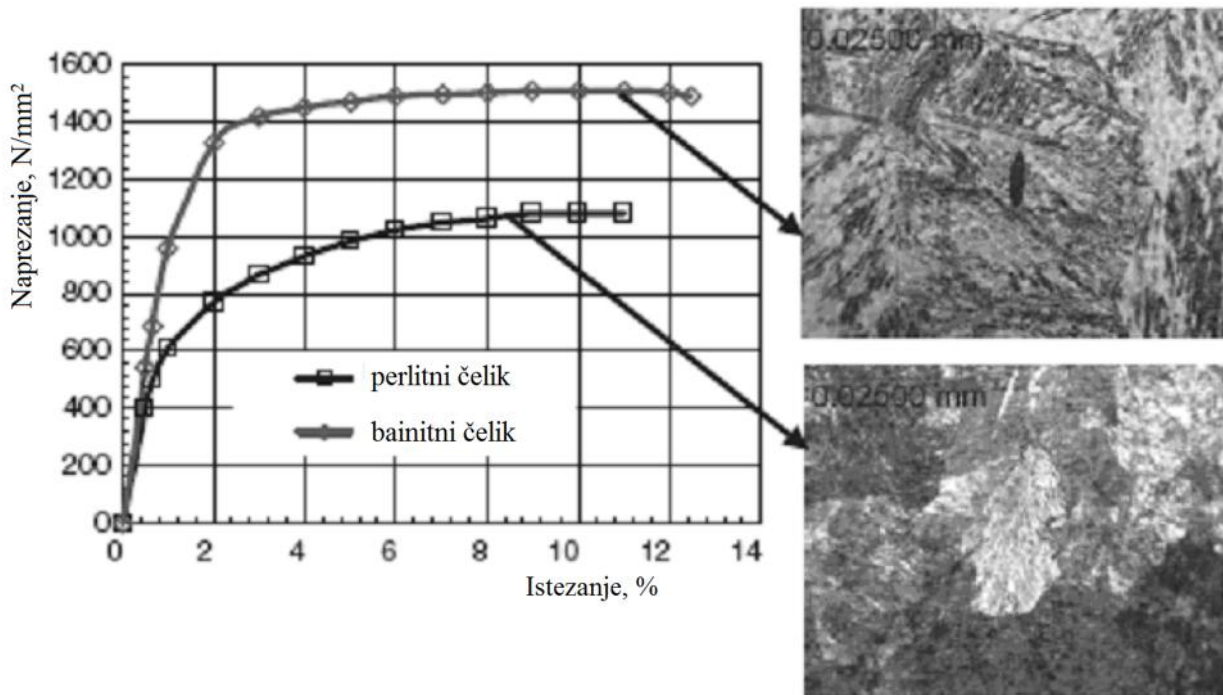 Naprezanje, N/mm²
1600
1400
1200
1000
800
600
400
200
0
perlitni čelik
bainitni čelik
0 2 4 6 8 10 12 14
Istezanje, %
0.02500 mm
0.02500 mm